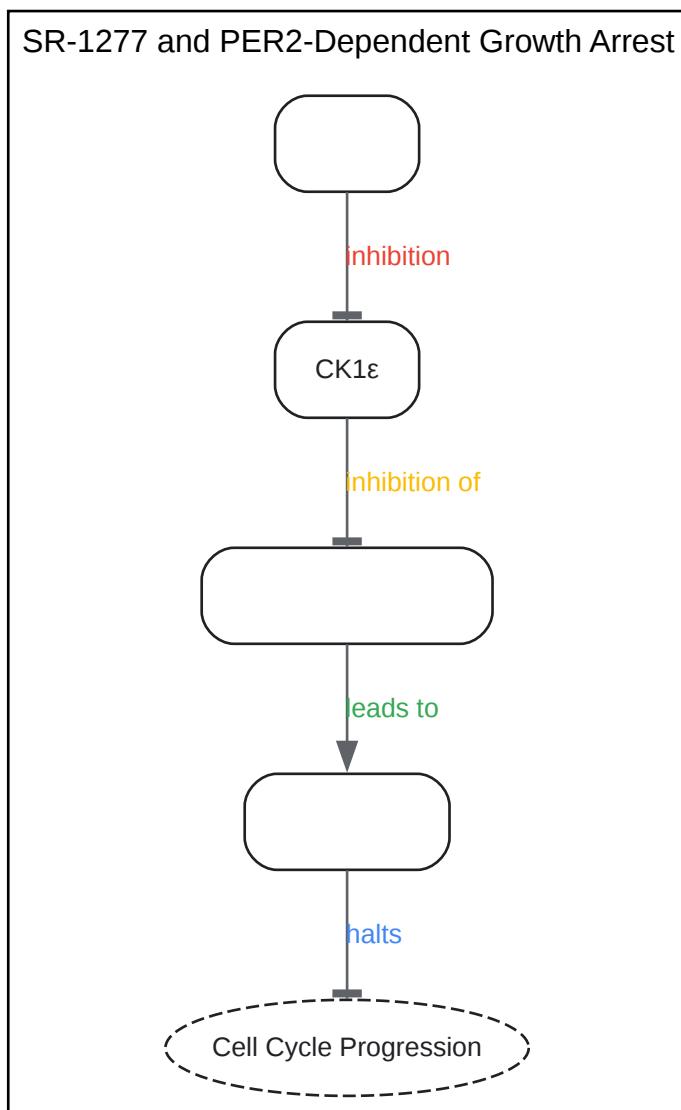 SR-1277 and PER2-Dependent Growth Arrest
inhibition
CK1ε
inhibition of
leads to
halts
Cell Cycle Progression